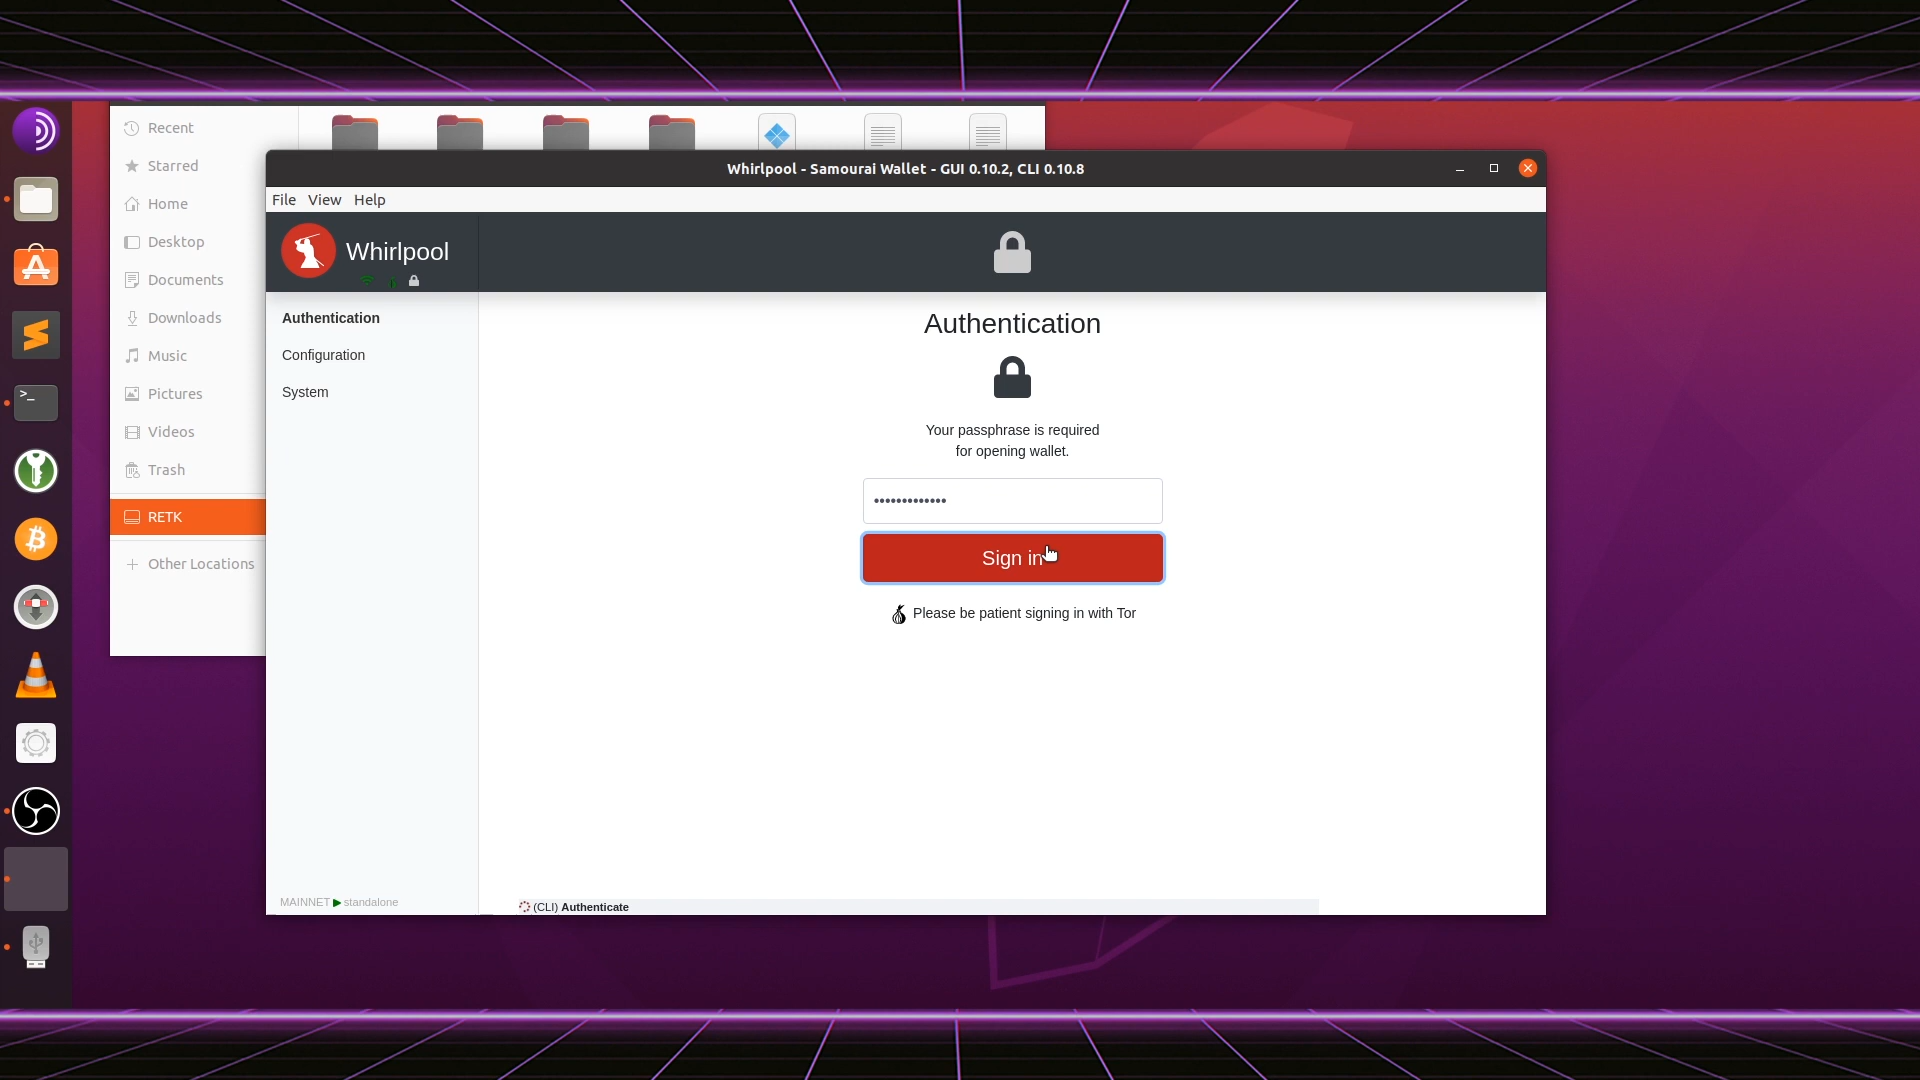 Recent
Starred
Home
Desktop
Documents
Downloads
Music
Pictures
Videos
Trash
RETK
Other Locations
Whirlpool - Samourai Wallet - GUI 0.10.2, CLI 0.10.8
File View Help
Whirlpool
Authentication
Configuration
System
Authentication
Your passphrase is required
for opening wallet.
•••••••••••••
Sign in
Please be patient signing in with Tor
MAINNET standalone
(CLI) Authenticate